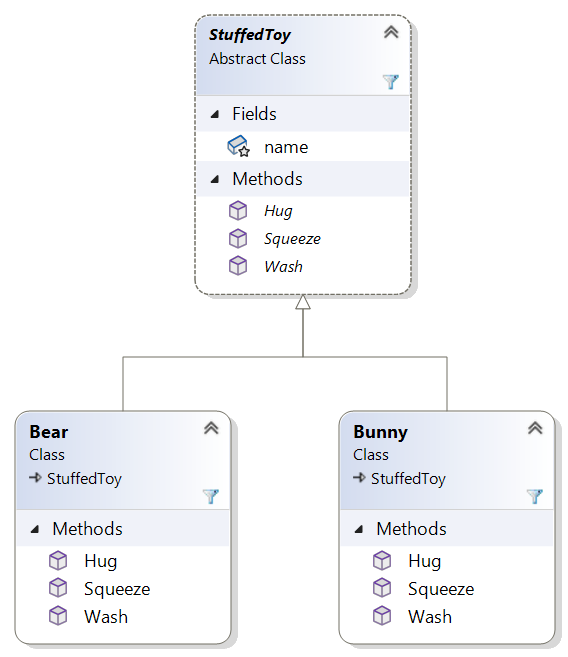 StuffedToy
Abstract Class
Fields
name
Methods
Hug
Squeeze
Wash
Bear
Class
StuffedToy
Methods
Hug
Squeeze
Wash
Bunny
Class
StuffedToy
Methods
Hug
Squeeze
Wash